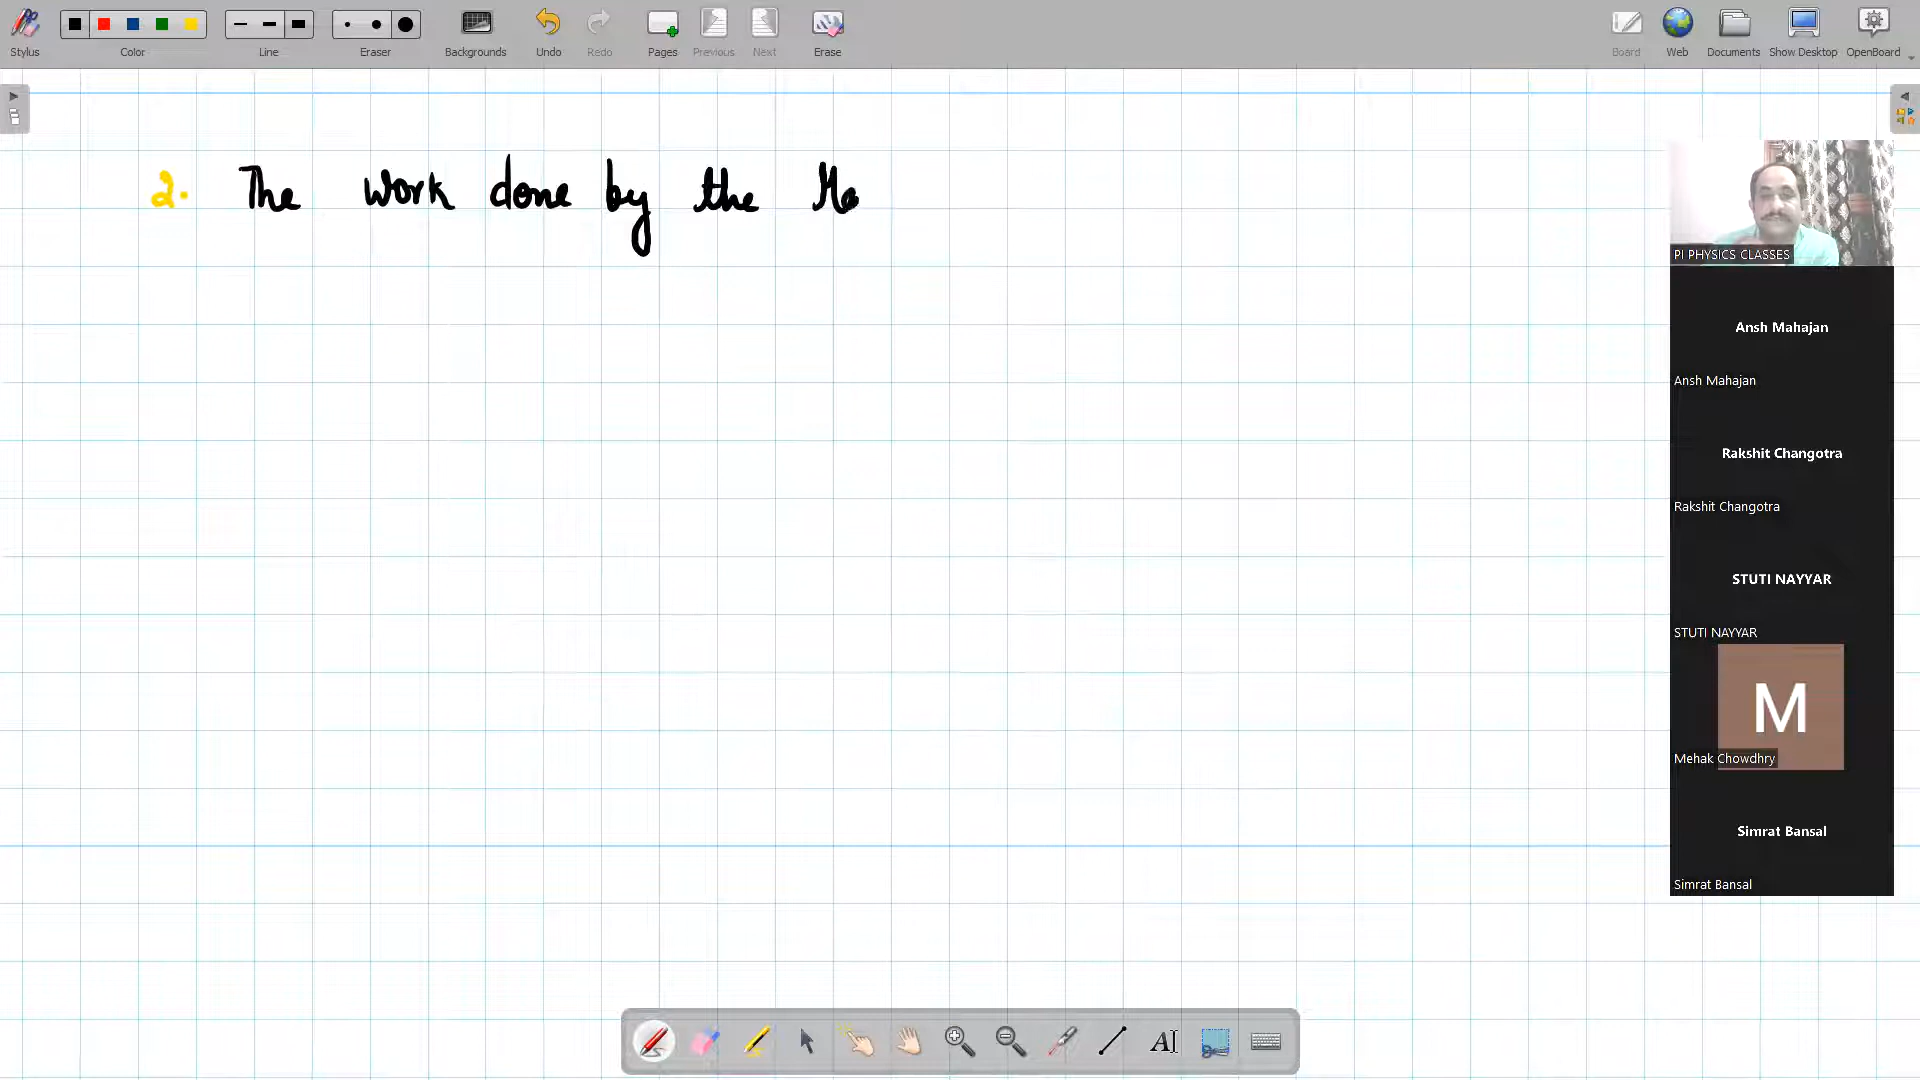 Stylus
Color
Line
Eraser
Backgrounds
Undo
Redo
Pages
Previous
Next
Erase
Board
Web
Documents
Show Desktop
OpenBoard
2. The work done by the
PI PHYSICS CLASSES
Ansh Mahajan
Ansh Mahajan
Rakshit Changotra
Rakshit Changotra
STUTI NAYYAR
STUTI NAYYAR
M
Mehak Chowdhry
Simrat Bansal
Simrat Bansal